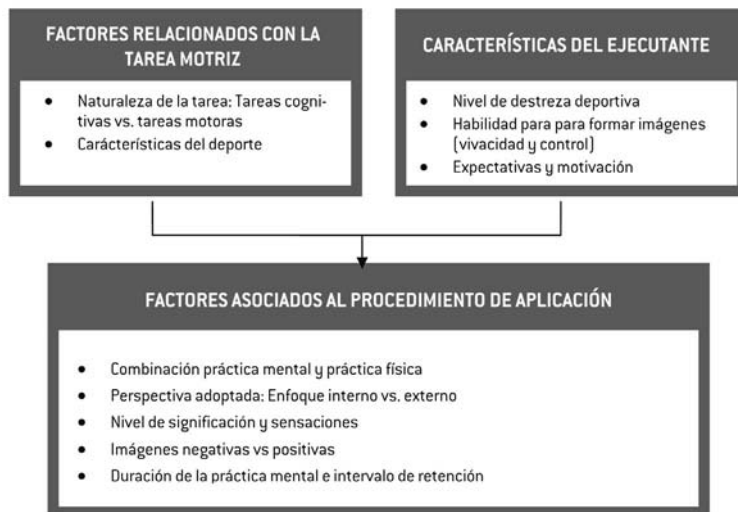 FACTORES RELACIONADOS CON LA
TAREA MOTRIZ
• Naturaleza de la tarea: Tareas cogni-
tivas vs. tareas motoras
• Carácterísticas del deporte
CARACTERÍSTICAS DEL EJECUTANTE
• Nivel de destreza deportiva
• Habilidad para para formar imágenes
(vivacidad y control)
• Expectativas y motivación
FACTORES ASOCIADOS AL PROCEDIMIENTO DE APLICACIÓN
• Combinación práctica mental y práctica física
• Perspectiva adoptada: Enfoque interno vs. externo
• Nivel de significación y sensaciones
• Imágenes negativas vs positivas
• Duración de la práctica mental e intervalo de retención